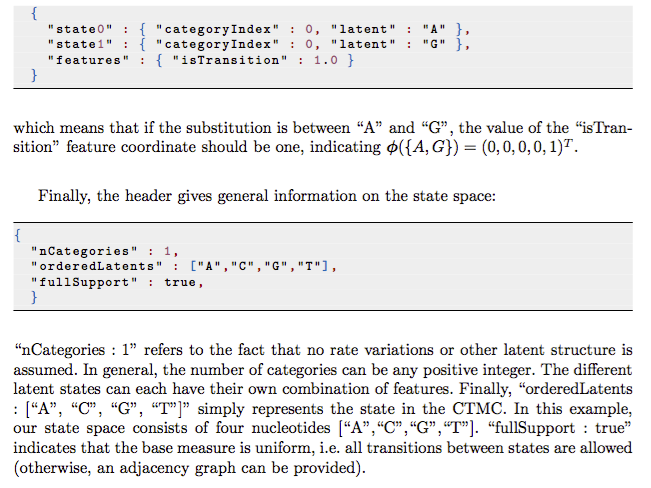 {
"state0" : { "categoryIndex" : 0, "latent" : "A" },
"state1" : { "categoryIndex" : 0, "latent" : "G" },
"features" : { "isTransition" : 1.0 }
}
which means that if the substitution is between “A” and “G”, the value of the “isTran-
sition” feature coordinate should be one, indicating ϕ({A, G}) = (0, 0, 0, 0, 1)ᵀ.
Finally, the header gives general information on the state space:
{
"nCategories" : 1,
"orderedLatents" : ["A","C","G","T"],
"fullSupport" : true,
}
“nCategories : 1” refers to the fact that no rate variations or other latent structure is
assumed. In general, the number of categories can be any positive integer. The different
latent states can each have their own combination of features. Finally, “orderedLatents
: [“A”, “C”, “G”, “T”]” simply represents the state in the CTMC. In this example,
our state space consists of four nucleotides [“A”,“C”,“G”,“T”]. “fullSupport : true”
indicates that the base measure is uniform, i.e. all transitions between states are allowed
(otherwise, an adjacency graph can be provided).